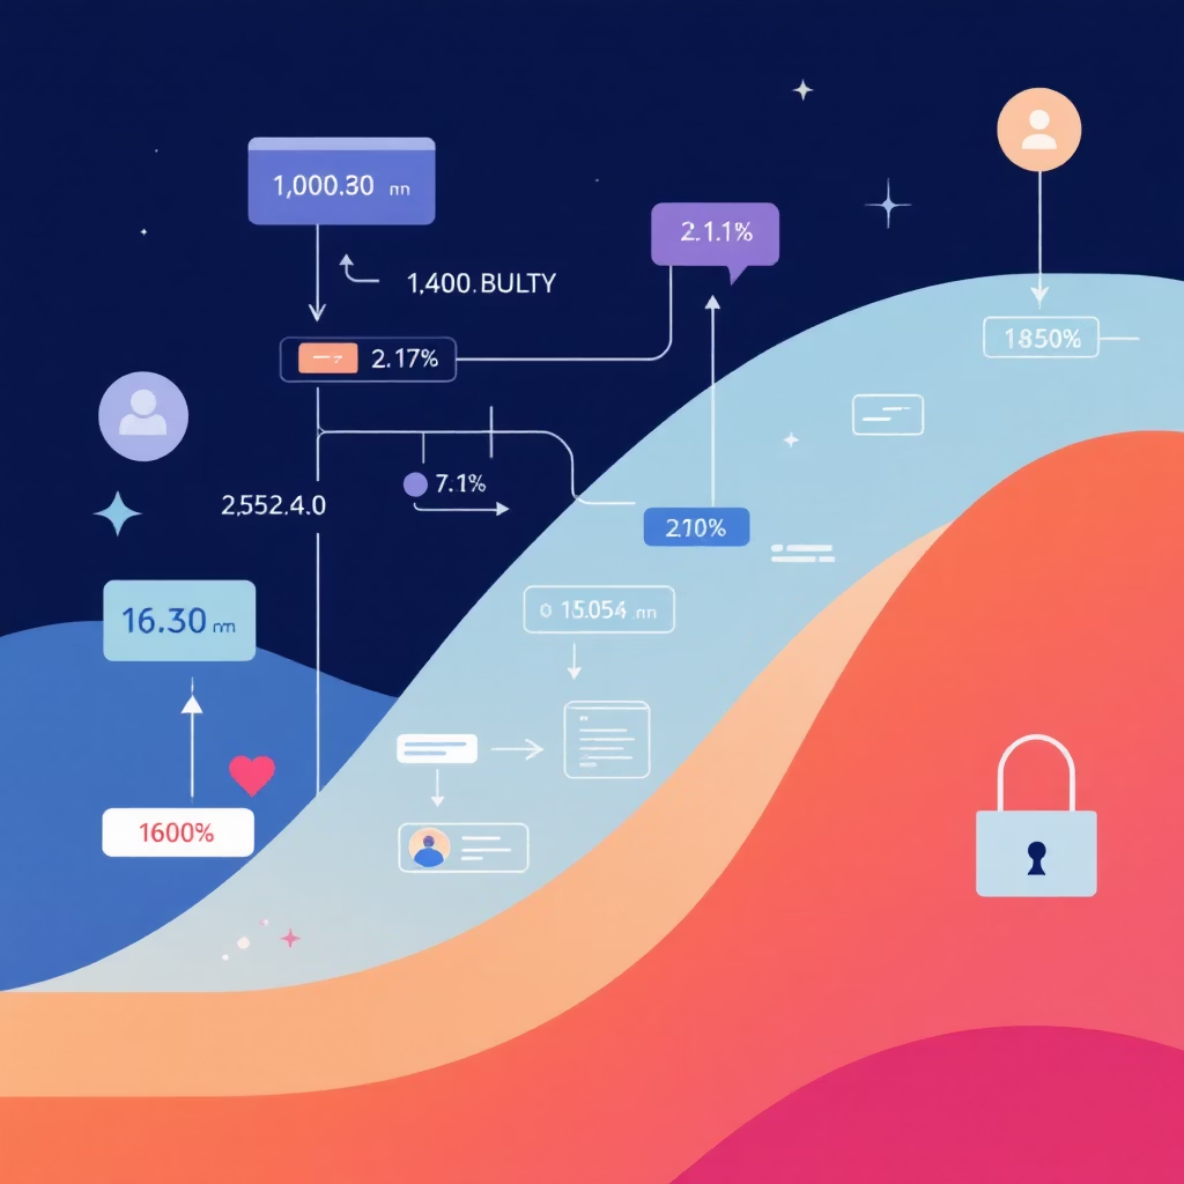 1,000.30 nn
2.1.1%
1,400.BULTY
1850%
2.17%
7.1%
2,552.4.0
210%
16.30 nm
0 15.054 nn
1600%